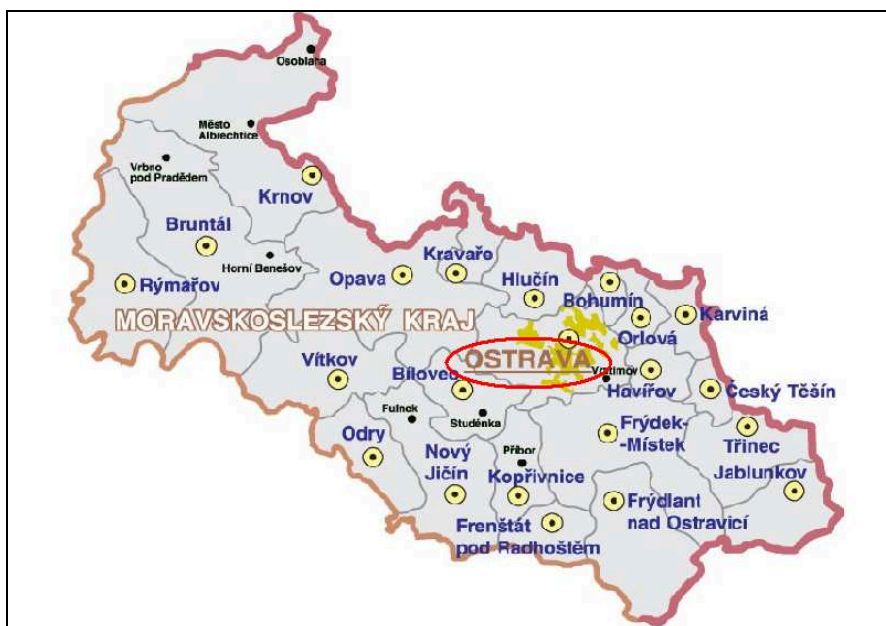 Osoblaha
Město
Albrechtice
Vrbno
pod Pradědem
Krnov
Bruntál
Kravaře
Horní Benešov
Opava
Hlučín
Rýmařov
Bohumín
Karviná
MORAVSKOSLEZSKÝ KRAJ
Orlová
Vítkov
OSTRAVA
Bílovec
Vratimov
Havířov
Český Těšín
Fulnek
Studénka
Odry
Frýdek-
-Místek
Nový
Jičín
Příbor
Třinec
Kopřivnice
Jablunkov
Frýdlant
nad Ostravicí
Frenštát
pod Radhoštěm